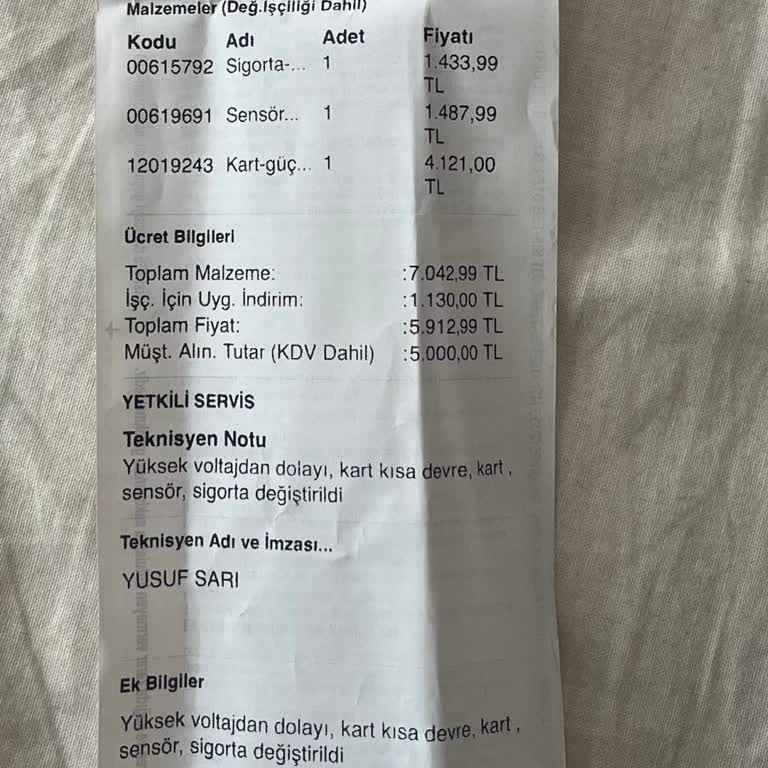 Malzemeler (Değ.İşçiliği Dahil)
Kodu Adı Adet Fiyatı
00615792 Sigorta-... 1 1.433,99
TL
00619691 Sensör... 1 1.487,99
TL
12019243 Kart-güç... 1 4.121,00
TL
Ücret Bilgileri
Toplam Malzeme: :7.042,99 TL
İşç. İçin Uyg. İndirim: :1.130,00 TL
Toplam Fiyat: :5.912,99 TL
Müşt. Alın. Tutar (KDV Dahil) :5.000,00 TL
YETKİLİ SERVİS
Teknisyen Notu
Yüksek voltajdan dolayı, kart kısa devre, kart ,
sensör, sigorta değiştirildi
Teknisyen Adı ve İmzası...
YUSUF SARI
Ek Bilgiler
Yüksek voltajdan dolayı, kart kısa devre, kart ,
sensör, sigorta değiştirildi